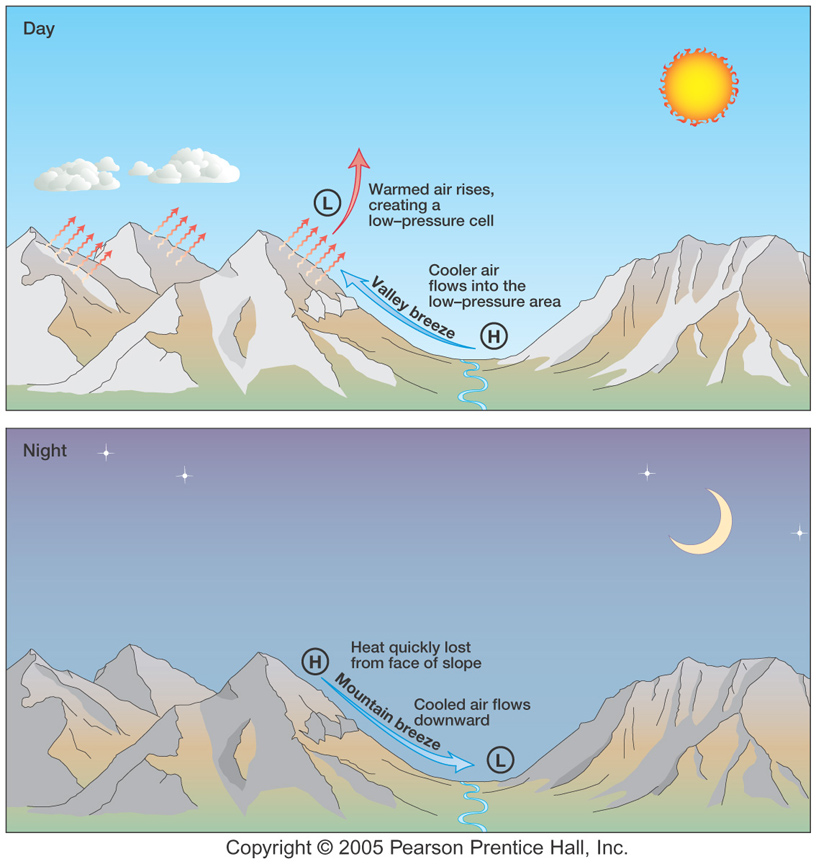 Day
L
Warmed air rises,
creating a
low–pressure cell
Cooler air
flows into the
low–pressure area
Valley breeze
H
Night
H
Heat quickly lost
from face of slope
Mountain breeze
Cooled air flows
downward
L
Copyright © 2005 Pearson Prentice Hall, Inc.